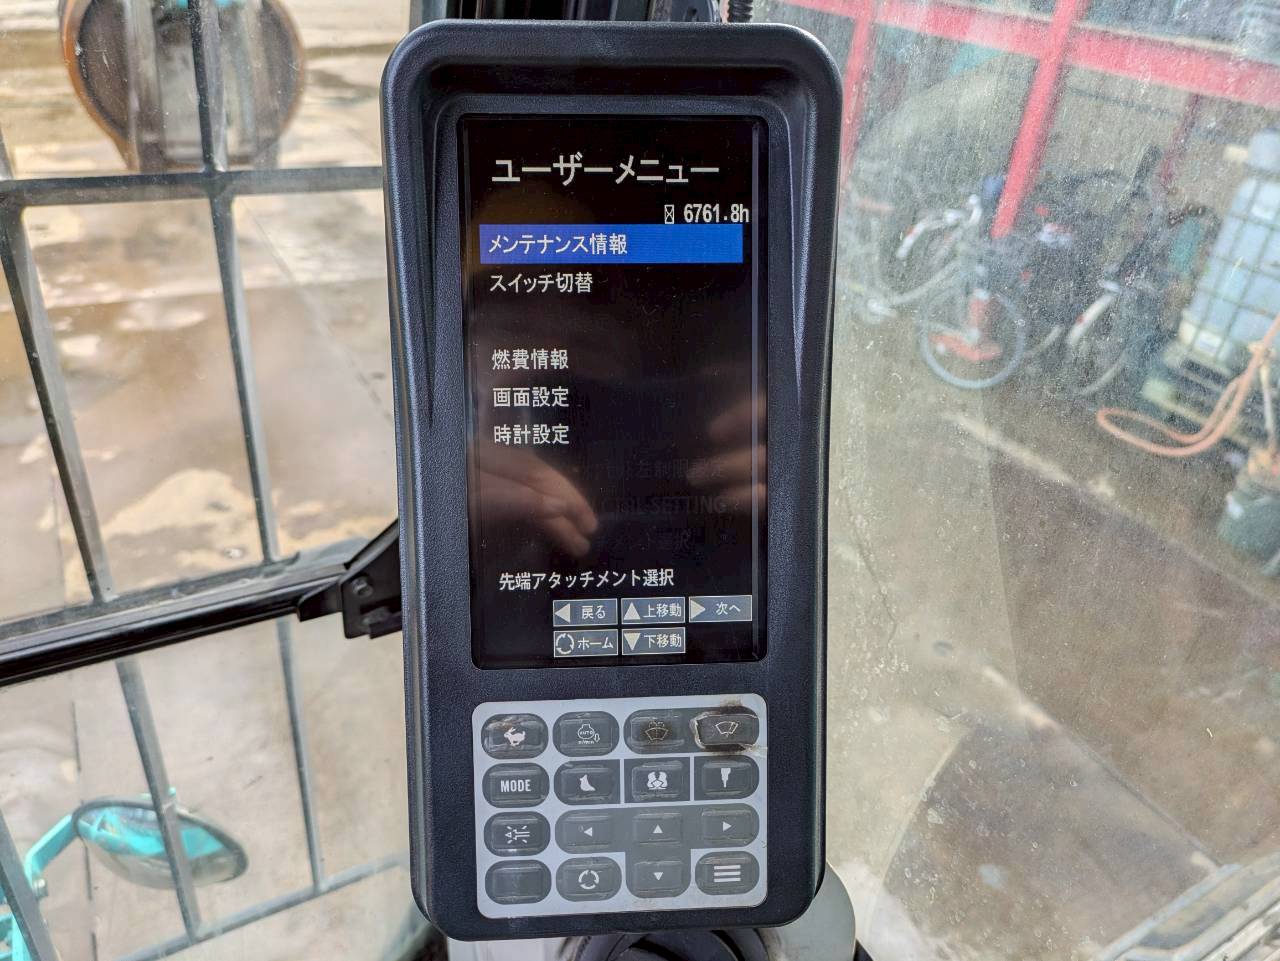 ユーザーメニュー
6761.8h
メンテナンス情報
スイッチ切替
燃費情報
画面設定
時計設定
SETTING
先端アタッチメント選択
戻る 上移動 次へ
ホーム 下移動
AUTO
MODE